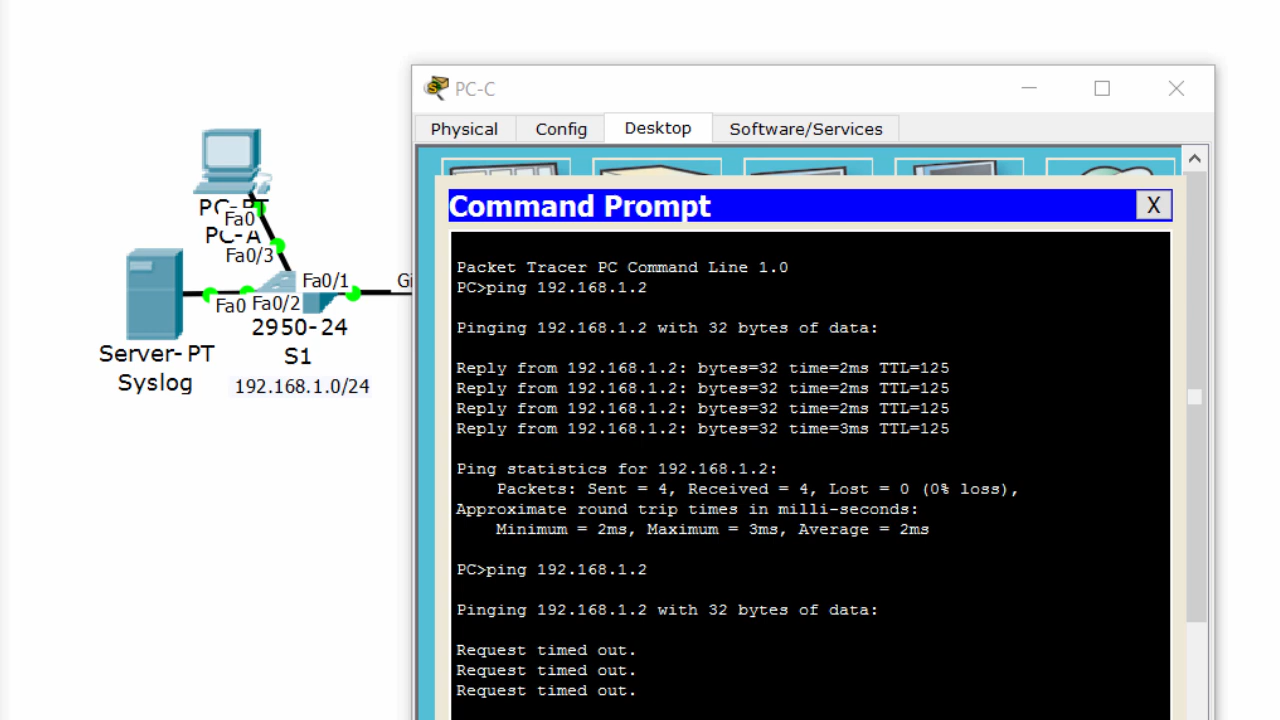 PC-C
Physical
Config
Desktop
Software/Services
Command Prompt
X
Packet Tracer PC Command Line 1.0
PC>ping 192.168.1.2
Pinging 192.168.1.2 with 32 bytes of data:
Reply from 192.168.1.2: bytes=32 time=2ms TTL=125
Reply from 192.168.1.2: bytes=32 time=2ms TTL=125
Reply from 192.168.1.2: bytes=32 time=2ms TTL=125
Reply from 192.168.1.2: bytes=32 time=3ms TTL=125
Ping statistics for 192.168.1.2:
Packets: Sent = 4, Received = 4, Lost = 0 (0% loss),
Approximate round trip times in milli-seconds:
Minimum = 2ms, Maximum = 3ms, Average = 2ms
PC>ping 192.168.1.2
Pinging 192.168.1.2 with 32 bytes of data:
Request timed out.
Request timed out.
Request timed out.
PC-PT
Fa0
PC-A
Fa0/3
Fa0/1
Gi
Fa0
Fa0/2
2950-24
S1
192.168.1.0/24
Server-PT
Syslog